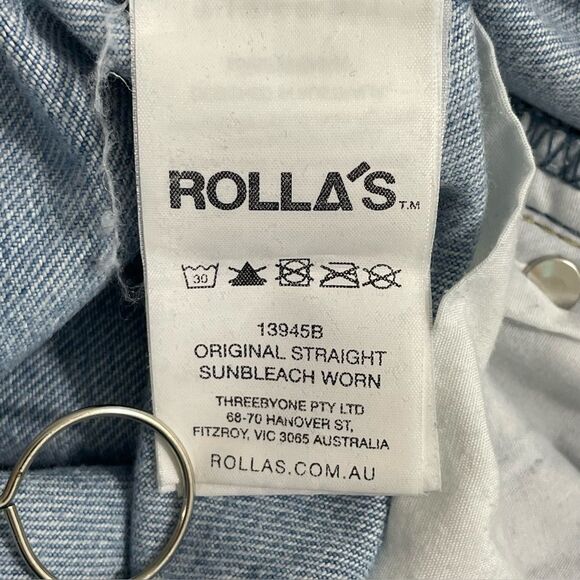 ROLLA'S TM
30
13945B
ORIGINAL STRAIGHT
SUNBLEACH WORN
THREEBYONE PTY LTD
68-70 HANOVER ST,
FITZROY, VIC 3065 AUSTRALIA
ROLLAS.COM.AU